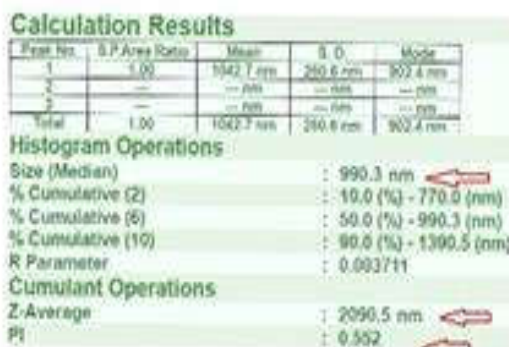 Calculation Results
Peak No. S.P.Area Ratio Mean S. D. Mode
1 1.00 1042.7 nm 250.6 nm 902.4 nm
2 --- --- nm --- nm --- nm
3 --- --- nm --- nm --- nm
Total 1.00 1042.7 nm 250.6 nm 902.4 nm
Histogram Operations
Size (Median) : 990.3 nm
% Cumulative (2) : 10.0 (%) - 770.0 (nm)
% Cumulative (6) : 50.0 (%) - 990.3 (nm)
% Cumulative (10) : 90.0 (%) - 1390.5 (nm)
R Parameter : 0.003711
Cumulant Operations
Z-Average : 2090.5 nm
PI : 0.552